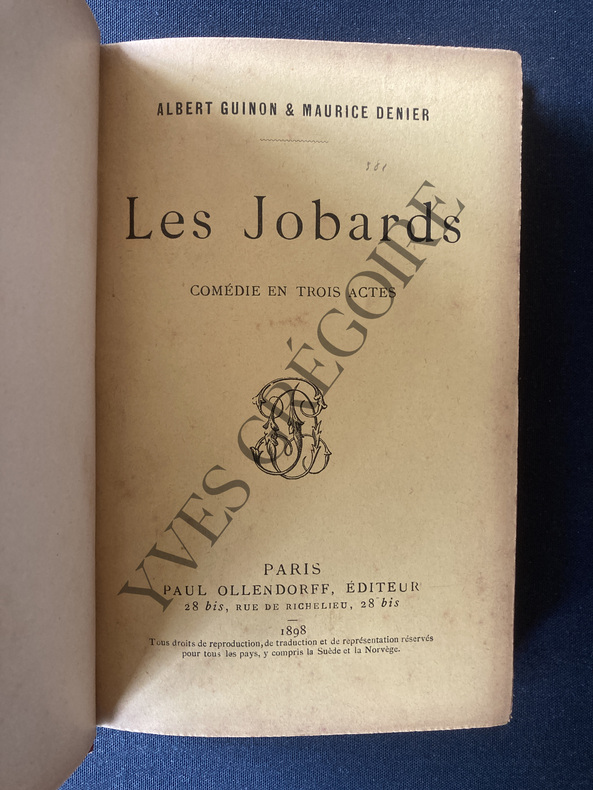 ALBERT GUINON & MAURICE DENIER
Les Jobards
COMÉDIE EN TROIS ACTES
YVES GRÉGOIRE
PARIS
PAUL OLLENDORFF, ÉDITEUR
28 bis, RUE DE RICHELIEU, 28 bis
1898
Tous droits de reproduction, de traduction et de représentation réservés
pour tous les pays, y compris la Suède et la Norvège.